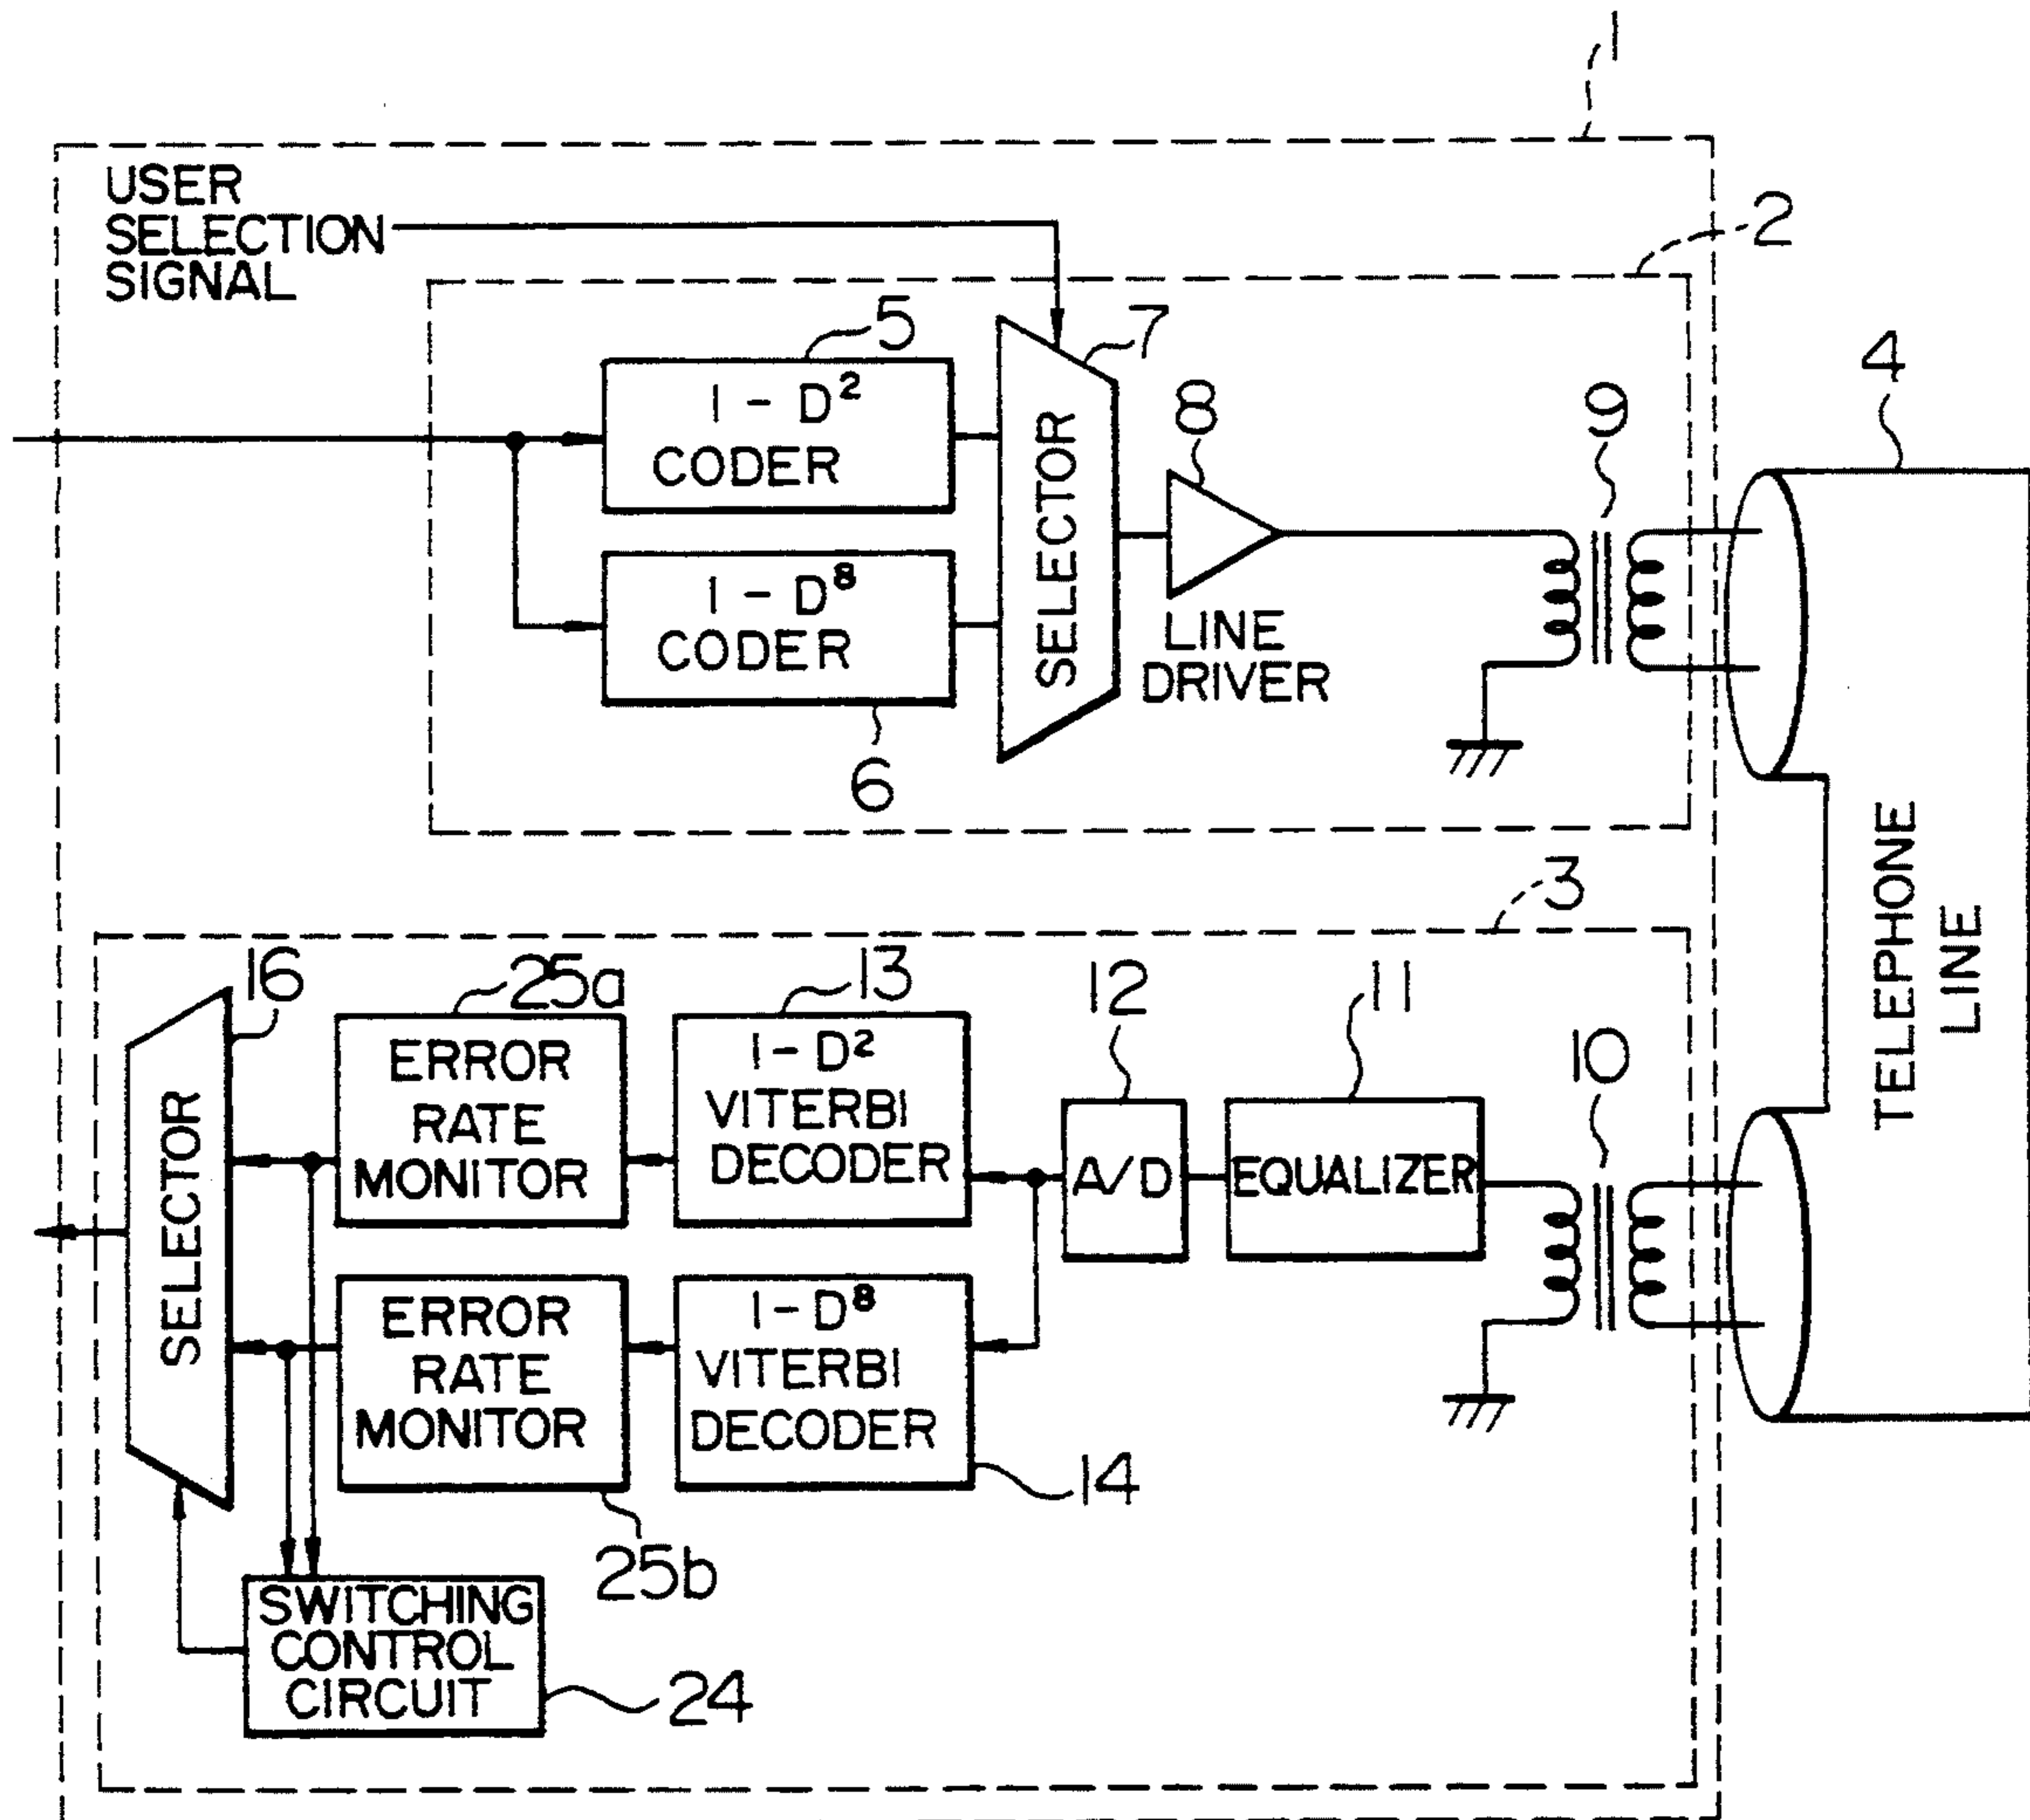 1
USER
SELECTION
SIGNAL
2
5
7
4
1 - D²
CODER
8
9
SELECTOR
1 - D⁸
CODER
LINE
DRIVER
6
TELEPHONE
LINE
3
16
25a
13
12
11
10
ERROR
RATE
MONITOR
1 - D²
VITERBI
DECODER
A/D
EQUALIZER
SELECTOR
ERROR
RATE
MONITOR
1 - D⁸
VITERBI
DECODER
14
25b
SWITCHING
CONTROL
CIRCUIT
24